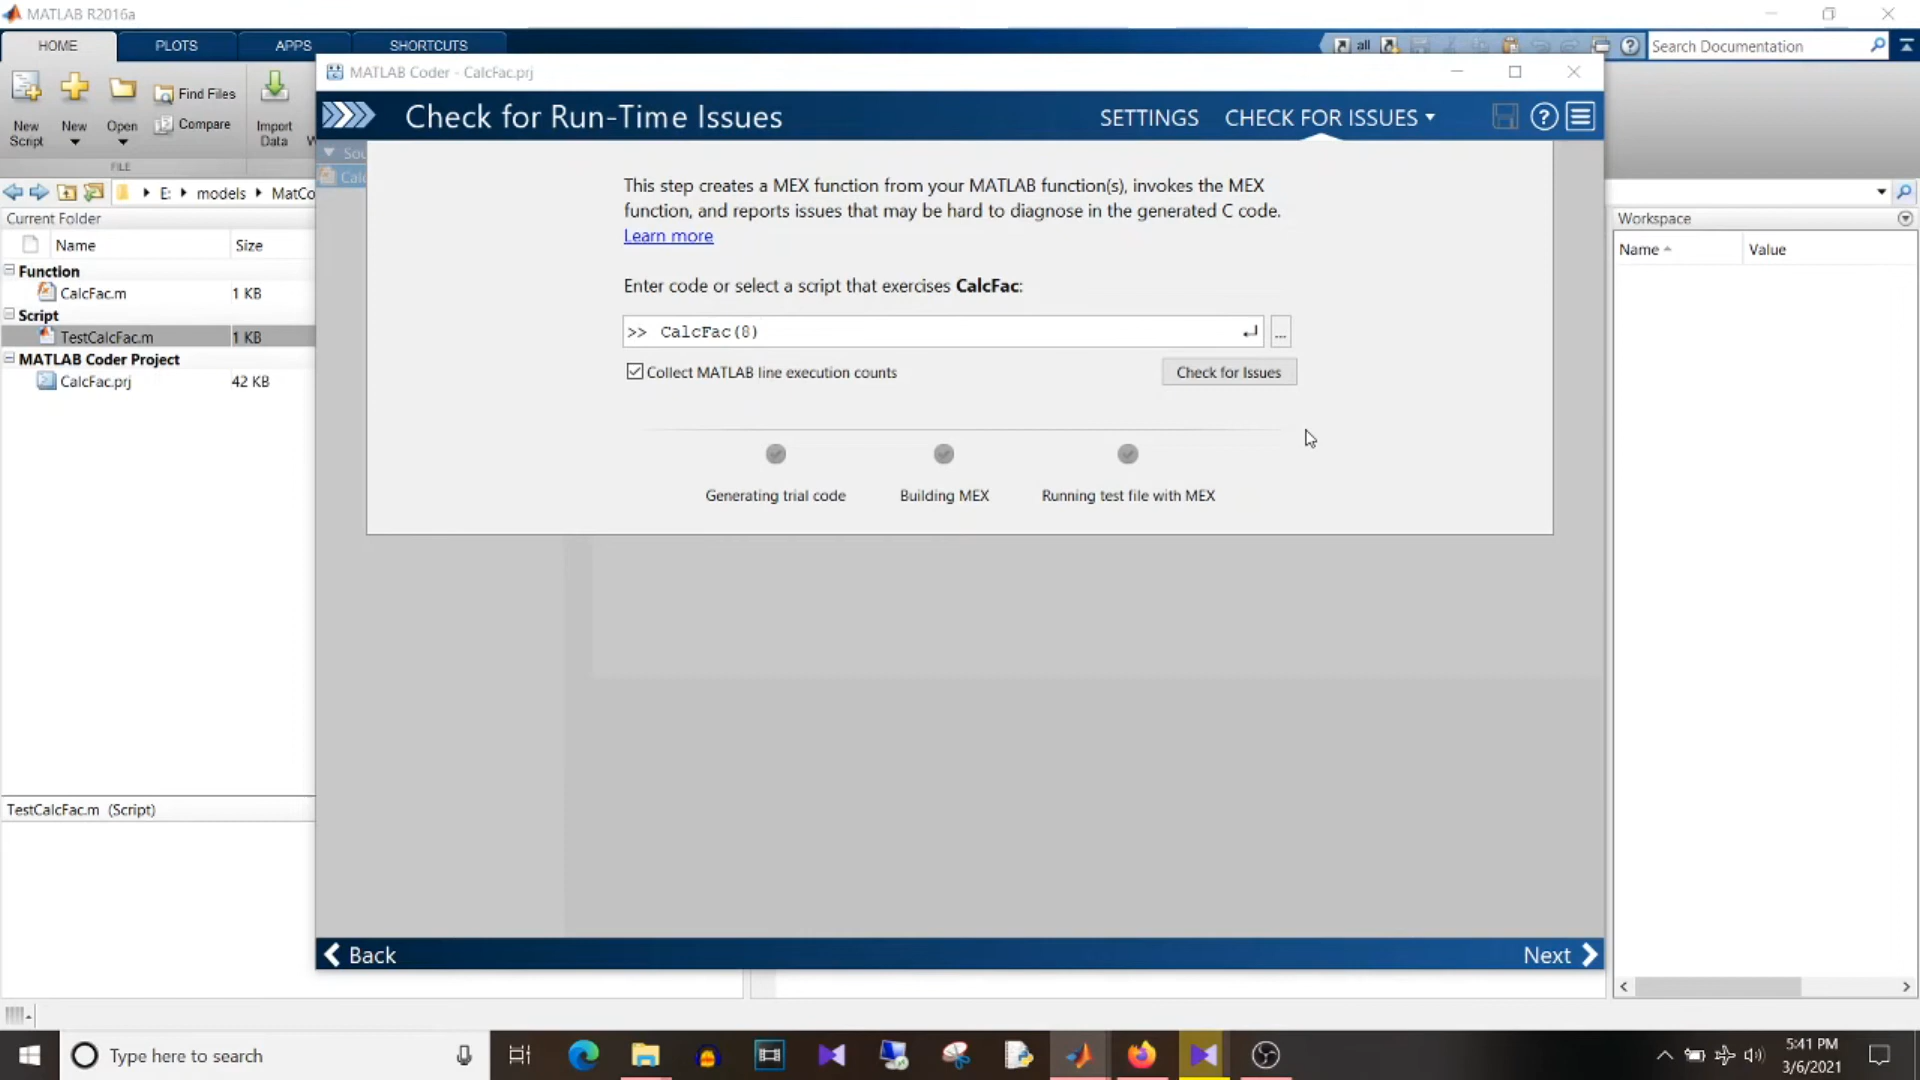 MATLAB R2016a
HOME
PLOTS
APPS
SHORTCUTS
all
Search Documentation
New Script
New
Open
Find Files
Compare
Import Data
FILE
MATLAB Coder - CalcFac.prj
Check for Run-Time Issues
SETTINGS
CHECK FOR ISSUES
E:
models
MatCo
Sou
Calc
Current Folder
Name
Size
Function
CalcFac.m
1 KB
Script
TestCalcFac.m
1 KB
MATLAB Coder Project
CalcFac.prj
42 KB
This step creates a MEX function from your MATLAB function(s), invokes the MEX
function, and reports issues that may be hard to diagnose in the generated C code.
Learn more
Enter code or select a script that exercises CalcFac:
>> CalcFac(8)
...
Collect MATLAB line execution counts
Check for Issues
Generating trial code
Building MEX
Running test file with MEX
Workspace
Name
Value
TestCalcFac.m (Script)
Back
Next
Type here to search
5:41 PM
3/6/2021